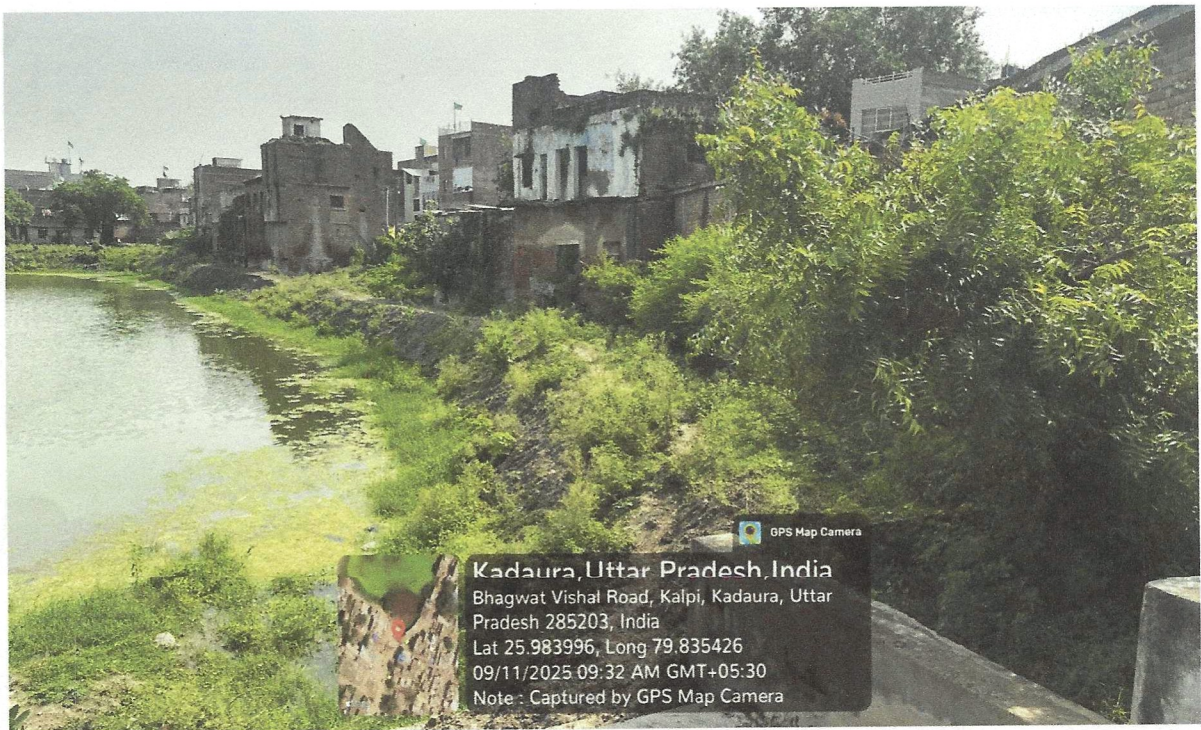 GPS Map Camera
Kadaura, Uttar Pradesh, India
Bhagwat Vishal Road, Kalpi, Kadaura, Uttar
Pradesh 285203, India
Lat 25.983996, Long 79.835426
09/11/2025 09:32 AM GMT+05:30
Note : Captured by GPS Map Camera